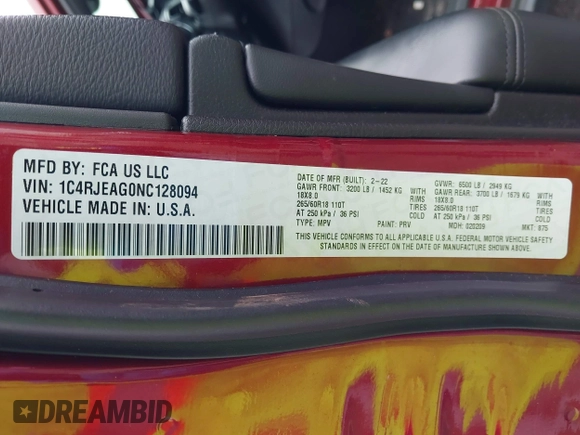 MFD BY: FCA US LLC
VIN: 1C4RJEAG0NC128094
VEHICLE MADE IN: U.S.A.
DATE OF MFR (BUILT): 2-22
GAWR FRONT: 3200 LB / 1452 KG
18X8.0 RIMS
265/60R18 110T TIRES
AT 250 kPa / 36 PSI COLD
TYPE: MPV PAINT: PRV
GVWR: 6500 LB / 2949 KG
GAWR REAR: 3700 LB / 1679 KG
18X8.0 RIMS
265/60R18 110T TIRES
AT 250 kPa / 36 PSI COLD
MDH: 020209 MKT: 875
THIS VEHICLE CONFORMS TO ALL APPLICABLE U.S.A. FEDERAL MOTOR VEHICLE SAFETY
STANDARDS IN EFFECT ON THE DATE OF MANUFACTURE SHOWN ABOVE.
DREAMBID